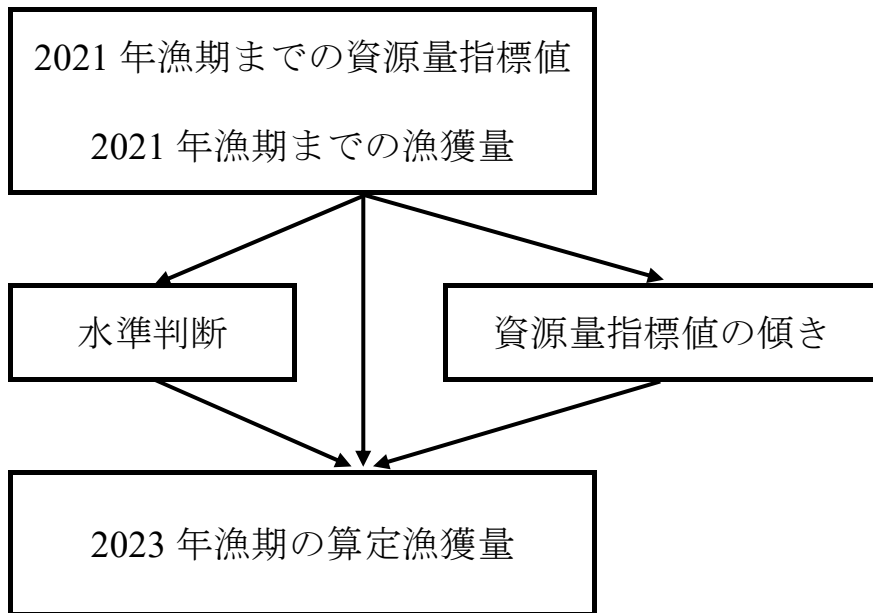 2021 年漁期までの資源量指標値
2021 年漁期までの漁獲量
水準判断
資源量指標値の傾き
2023 年漁期の算定漁獲量